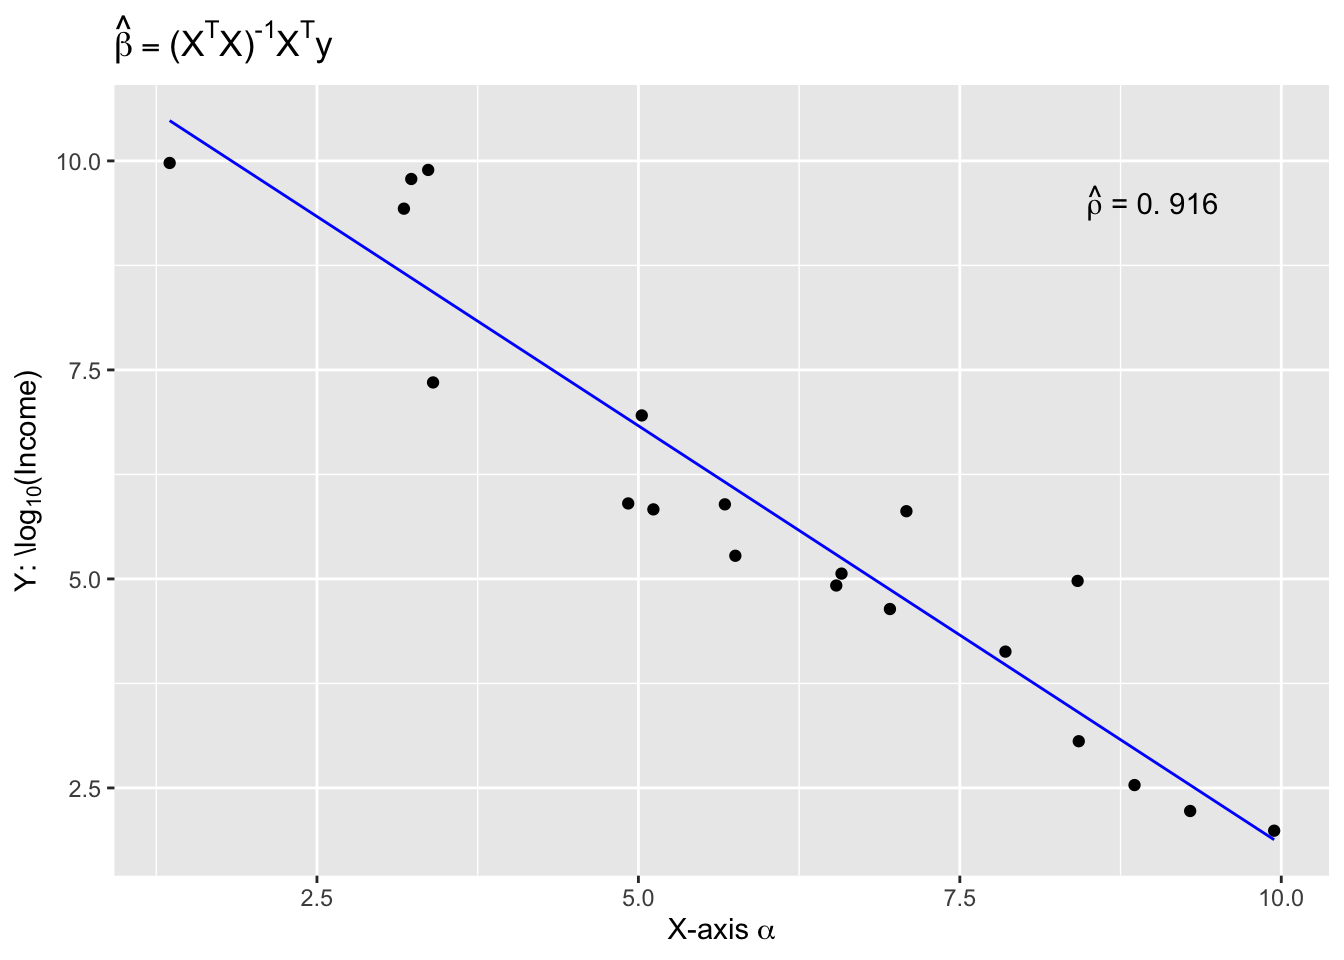 β̂ = (XᵀX)⁻¹Xᵀy
10.0
ρ̂ = 0. 916
7.5
5.0
2.5
Y: \log₁₀(Income)
2.5 5.0 7.5 10.0
X-axis α